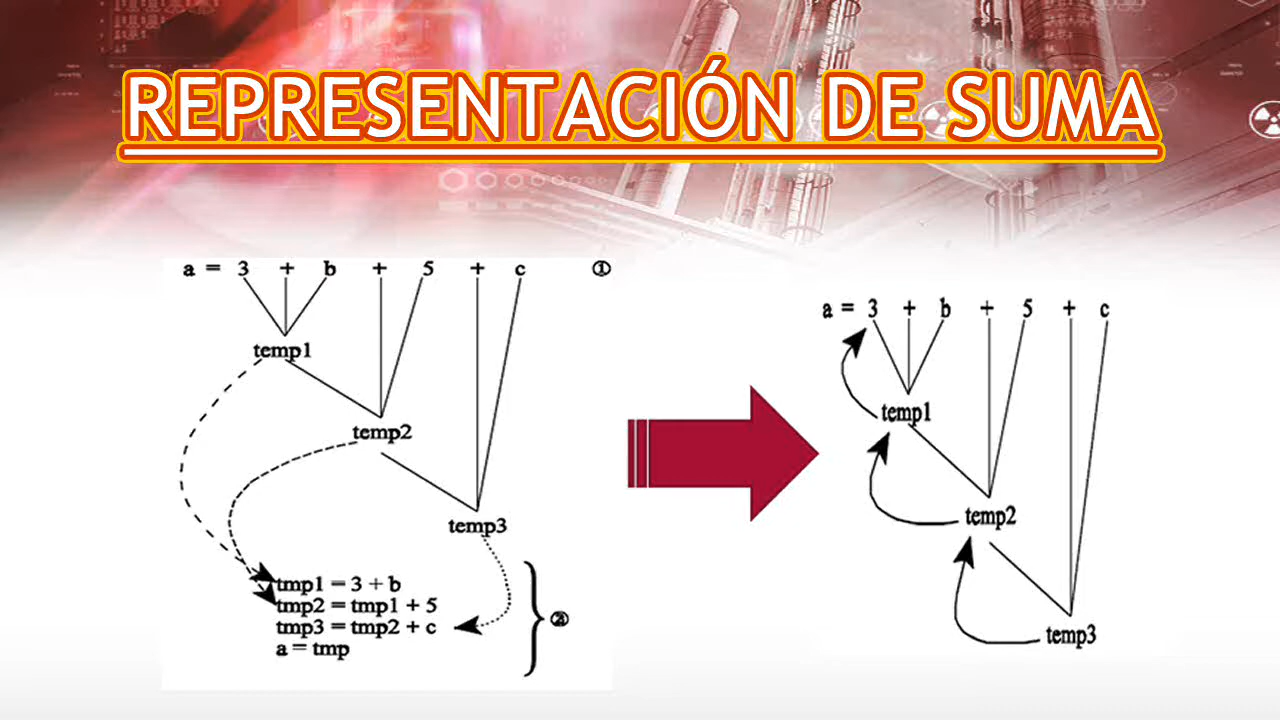 REPRESENTACIÓN DE SUMA
a = 3 + b + 5 + c ①
temp1
temp2
temp3
tmp1 = 3 + b
tmp2 = tmp1 + 5
tmp3 = tmp2 + c
a = tmp
②
a = 3 + b + 5 + c
temp1
temp2
temp3